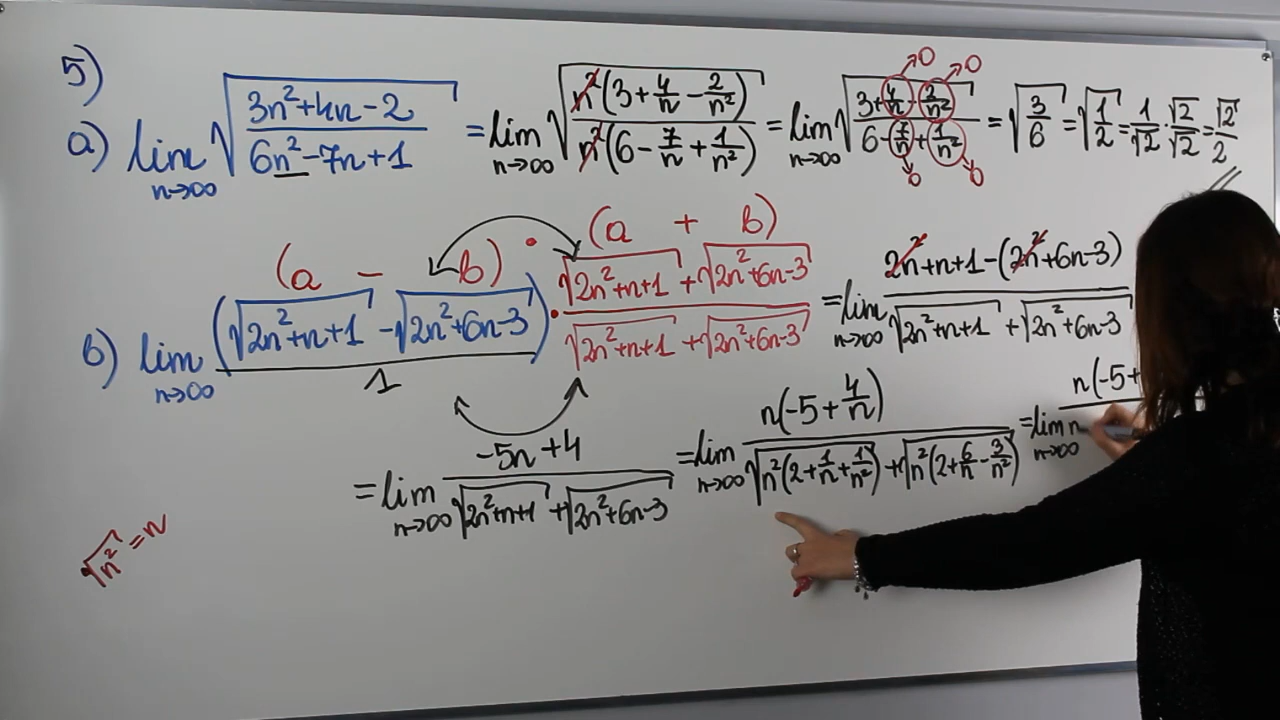 5)
a) lim n→∞ √((3n²+4n-2)/(6n²-7n+1)) = lim n→∞ √((n²(3+4/n-2/n²))/(n²(6-7/n+1/n²))) = lim n→∞ √((3+4/n-2/n²)/(6-7/n+1/n²)) = √(3/6) = √(1/2) = 1/√2 · √2/√2 = √2/2
→0 →0
→0 →0
(a - b) · (a + b)
b) lim n→∞ (√(2n²+n+1) - √(2n²+6n-3))/1 · (√(2n²+n+1) + √(2n²+6n-3))/(√(2n²+n+1) + √(2n²+6n-3)) = lim n→∞ (2n²+n+1-(2n²+6n-3))/(√(2n²+n+1) + √(2n²+6n-3))
= lim n→∞ (-5n+4)/(√(2n²+n+1) + √(2n²+6n-3)) = lim n→∞ (n(-5+4/n))/(√(n²(2+1/n+1/n²)) + √(n²(2+6/n-3/n²))) = lim n→∞ n(-5+ / n
√n² = n